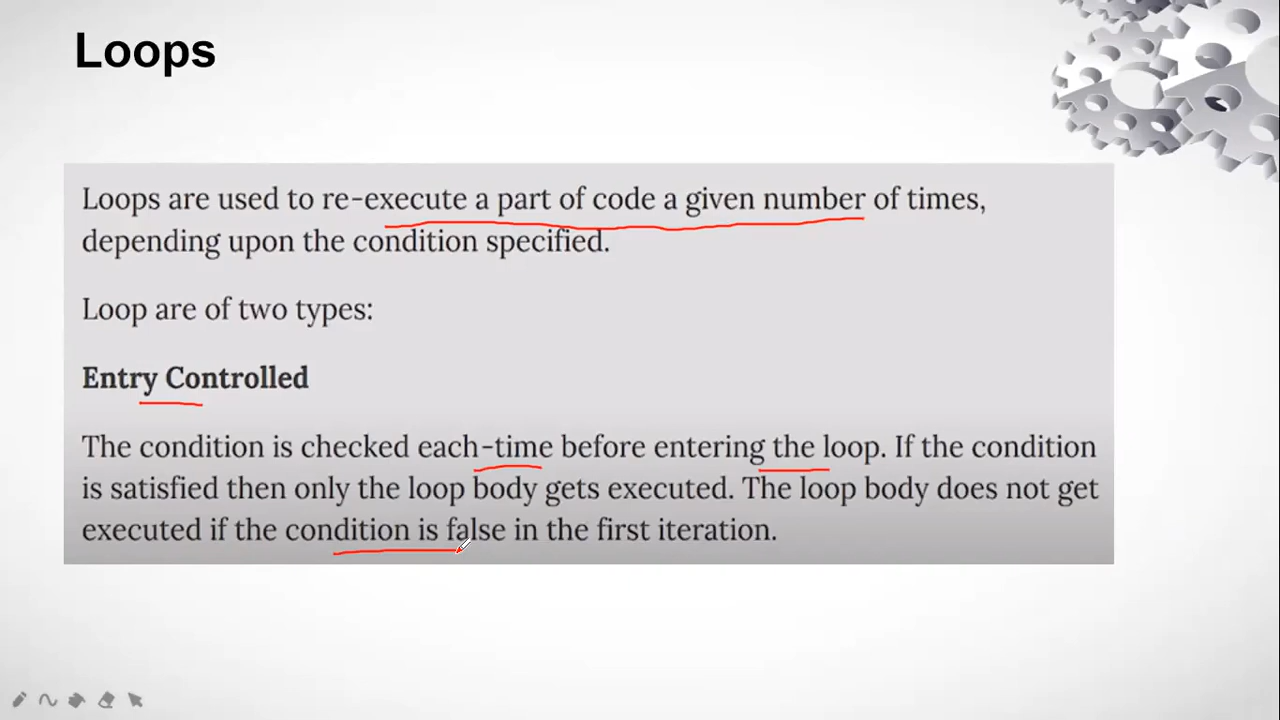 Loops
Loops are used to re-execute a part of code a given number of times,
depending upon the condition specified.
Loop are of two types:
Entry Controlled
The condition is checked each-time before entering the loop. If the condition
is satisfied then only the loop body gets executed. The loop body does not get
executed if the condition is false in the first iteration.